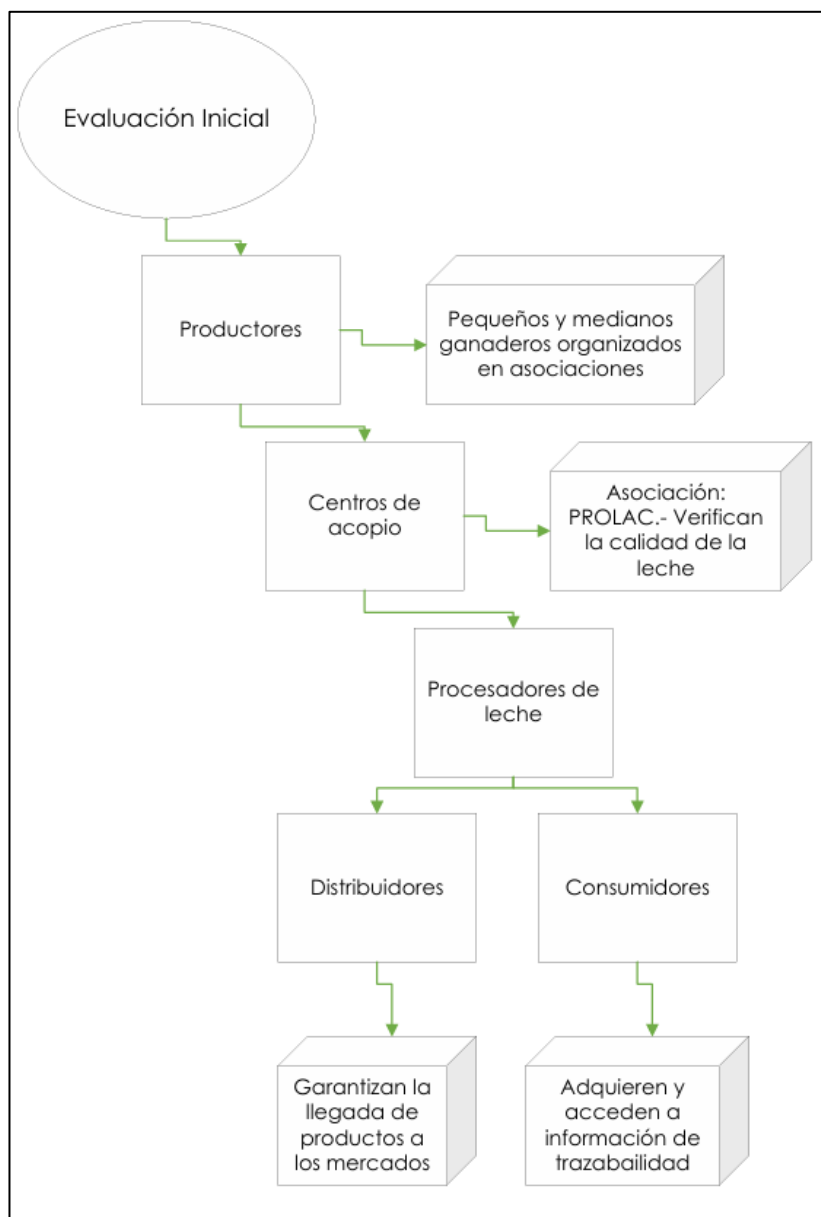 Evaluación Inicial
Productores
Pequeños y medianos
ganaderos organizados
en asociaciones
Centros de
acopio
Asociación:
PROLAC.- Verifican
la calidad de la
leche
Procesadores de
leche
Distribuidores
Consumidores
Garantizan la
llegada de
productos a
los mercados
Adquieren y
acceden a
información de
trazabailidad